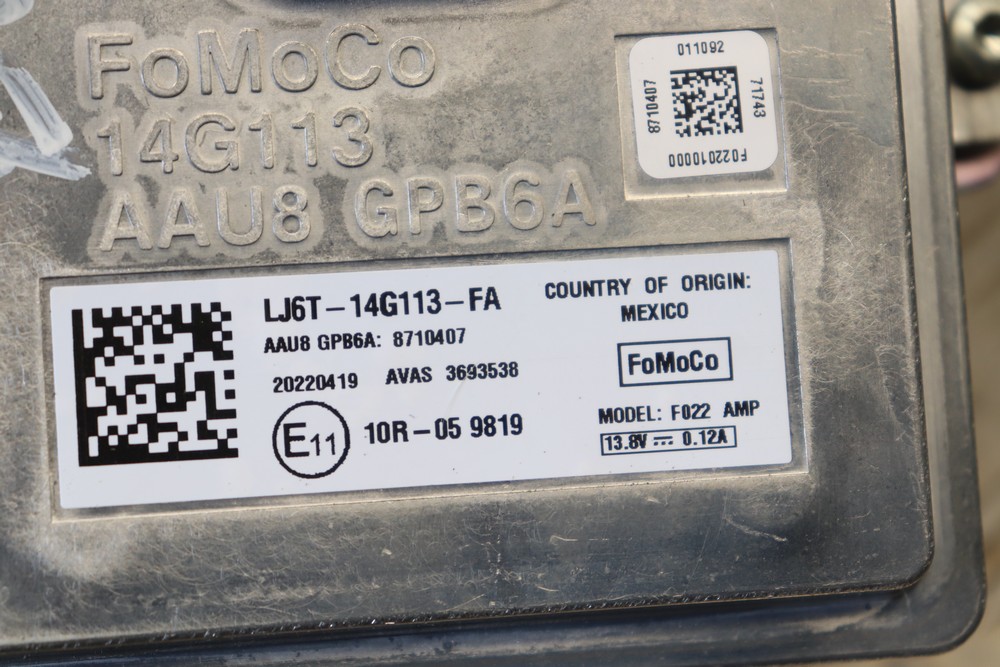 FoMoCo
14G113
AAU8 GPB6A
011092
8710407
71743
F022010000
LJ6T-14G113-FA
AAU8 GPB6A: 8710407
20220419 AVAS 3693538
E11 10R-05 9819
COUNTRY OF ORIGIN:
MEXICO
FoMoCo
MODEL: F022 AMP
13.8V ⎓ 0.12A